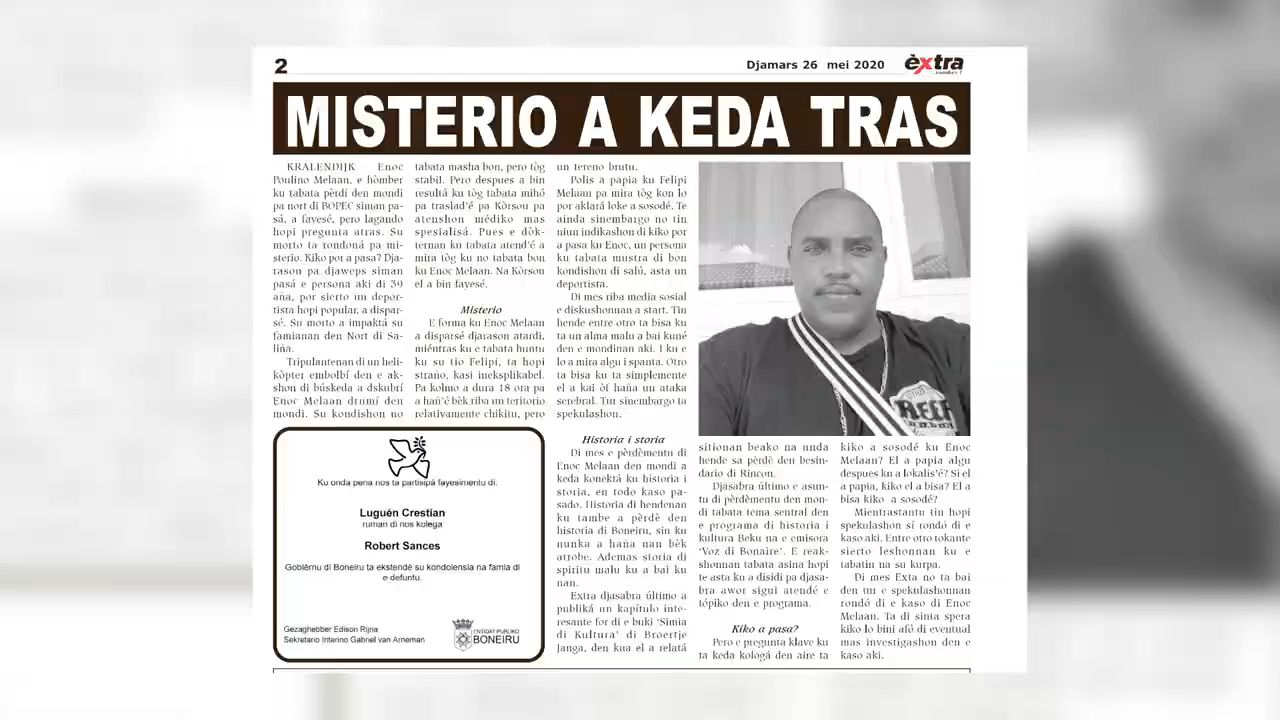 2
Djamars 26 mei 2020
èxtra
MISTERIO A KEDA TRAS
KRALENDIJK - Enoc
Poulino Melaan, e hòmber
ku tabata pèrdí den mondi
pa nort di BOPEC siman pa-
sá, a fayesé, pero lagando
hopi pregunta atras. Su
morto ta rondoná pa mi-
sterio. Kiko por a pasa? Dja-
rason pa djaweps siman
pasá e persona aki di 39
aña, por sierto un depor-
tista hopi popular, a dispar-
sé. Su morto a impaktá su
famianan den Nort di Sa-
liña.
Tripulantenan di un heli-
kòpter embolbí den e ak-
shon di búskeda a dskubrí
Enoc Melaan drumí den
mondi. Su kondishon no
tabata masha bon, pero tòg
stabil. Pero despues a bin
resultá ku tòg tabata mihó
pa traslad'é pa Kòrsou pa
atenshon médiko mas
spesialisá. Pues e dòk-
ternan ku tabata atend'é a
mira tòg ku no tabata bon
ku Enoc Melaan. Na Kòrsou
el a bin fayesé.
Misterio
E forma ku Enoc Melaan
a disparsé djarason atardi,
miéntras ku e tabata huntu
ku su tio Felipi, ta hopi
straño, kasi ineksplikabel.
Pa kolmo a dura 18 ora pa
a hañ'é bèk riba un teritorio
relativamente chikitu, pero
un tereno brutu.
Polis a papia ku Felipi
Melaan pa mira tòg kon lo
por aklará loke a sosodé. Te
ainda sinembargo no tin
niun indikashon di kiko por
a pasa ku Enoc, un persona
ku tabata mustra di bon
kondishon di salú, asta un
deportista.
Di mes riba media sosial
e diskushonnan a start. Tin
hende entre otro ta bisa ku
ta un alma malu a bai kuné
den e mondinan aki. I ku e
lo a mira algu i spanta. Otro
ta bisa ku ta simplemente
el a kai òf haña un ataka
serebral. Tur sinembargo ta
spekulashon.
Historia i storia
Di mes e pèrdèmentu di
Enoc Melaan den mondi a
keda konektá ku historia i
storia, en todo kaso pa-
sado. Historia di hendenan
ku tambe a pèrdè den
historia di Boneiru, sin ku
nunka a haña nan bèk
atrobe. Ademas storia di
spiritu malu ku a bai ku
nan.
Extra djasabra último a
publiká un kapítulo inte-
resante for di e buki 'Simia
di Kultura' di Broertje
Janga, den kua el a relatá
sitionan beako na unda
hende sa pèrdè den besin-
dario di Rincon.
Djasabra último e asun-
tu di pèrdèmentu den mon-
di tabata tema sentral den
e programa di historia i
kultura Beku na e emisora
'Voz di Bonaire'. E reak-
shonnan tabata asina hopi
te asta ku a disidi pa djasa-
bra awor sigui atendé e
tópiko den e programa.
Kiko a pasa?
Pero e pregunta klave ku
ta keda kologá den aire ta
kiko a sosodé ku Enoc
Melaan? El a papia algu
despues ku a lokalis'é? Si el
a papia, kiko el a bisa? El a
bisa kiko a sosodé?
Mientrastantu tin hopi
spekulashon sí rondó di e
kaso aki. Entre otro tokante
sierto leshonnan ku e
tabatin na su kurpa.
Di mes Exta no ta bai
den tur e spekulashonnan
rondó di e kaso di Enoc
Melaan. Ta di sinta spera
kiko lo bini afó di eventual
mas investigashon den e
kaso aki.
Ku onda pena nos ta partisipá fayesimentu di:
Luguén Crestian
ruman di nos kolega
Robert Sances
Gobièrnu di Boneiru ta ekstendé su kondolensia na famia di
e defuntu.
Gezaghebber Edison Rijna
Sekretario Interino Gabriel van Arneman
ENTIDAT PÚBLIKO
BONEIRU